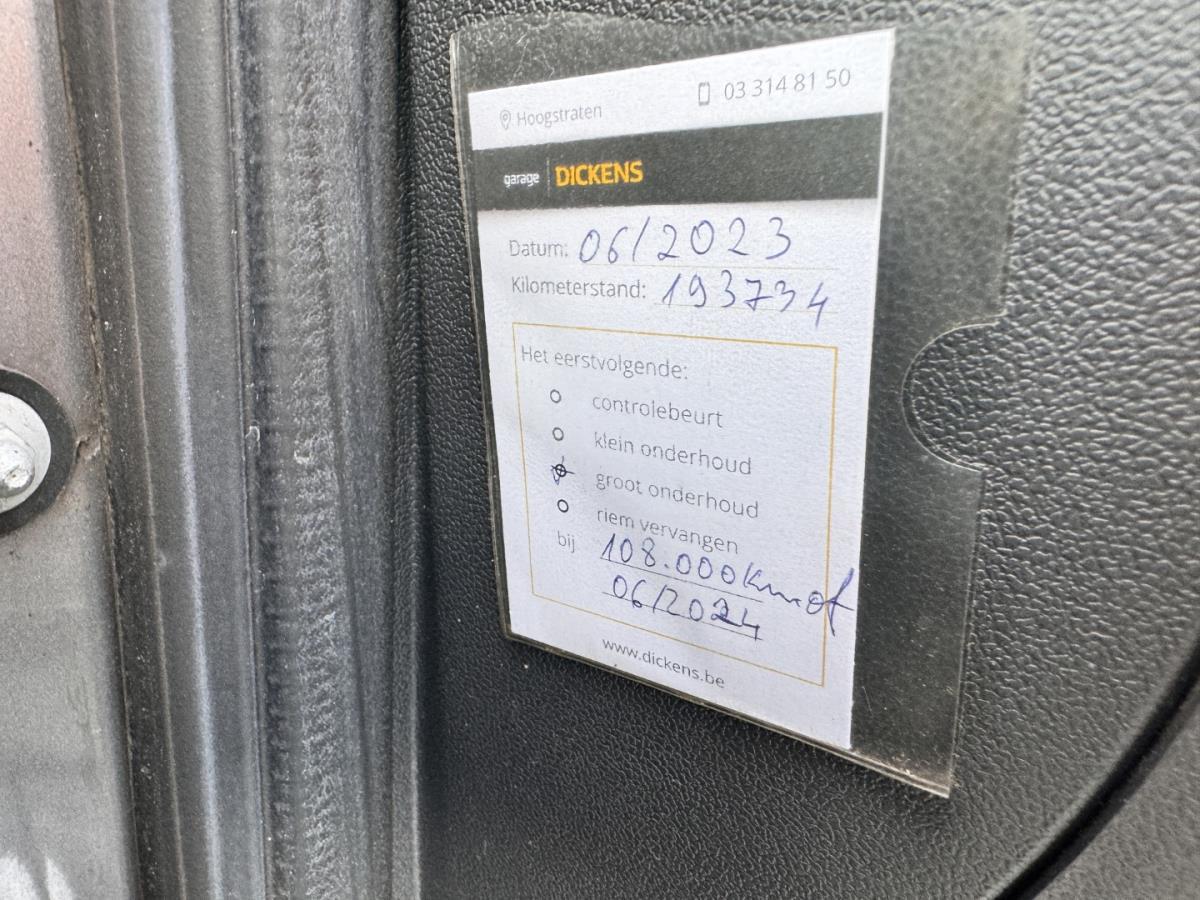 Hoogstraten 03 314 81 50
garage DICKENS
Datum: 06/2023
Kilometerstand: 193734
Het eerstvolgende:
controlebeurt
klein onderhoud
groot onderhoud
riem vervangen
bij 108.000km of
06/2024
www.dickens.be